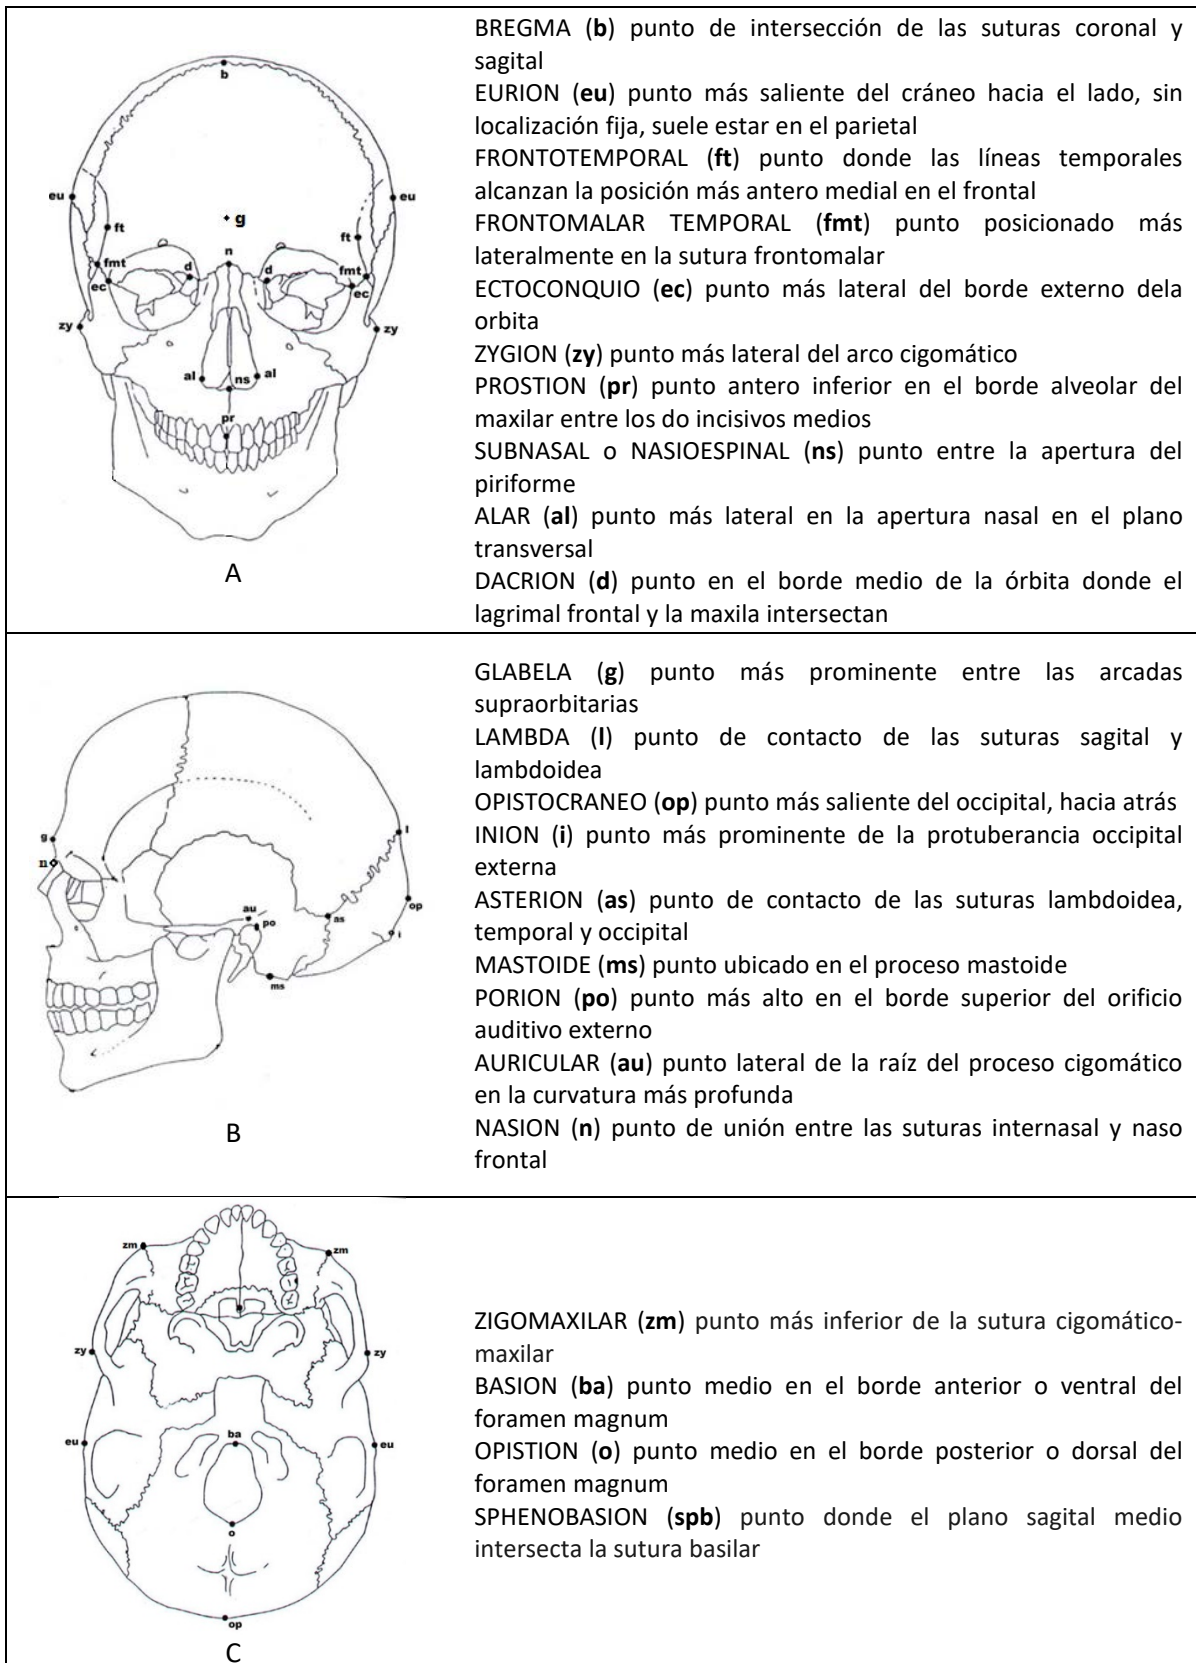 b
eu
eu
g
ft
ft
n
fmt
d
d
fmt
ec
ec
zy
zy
al
ns
al
pr
A
BREGMA (b) punto de intersección de las suturas coronal y
sagital
EURION (eu) punto más saliente del cráneo hacia el lado, sin
localización fija, suele estar en el parietal
FRONTOTEMPORAL (ft) punto donde las líneas temporales
alcanzan la posición más antero medial en el frontal
FRONTOMALAR TEMPORAL (fmt) punto posicionado más
lateralmente en la sutura frontomalar
ECTOCONQUIO (ec) punto más lateral del borde externo dela
orbita
ZYGION (zy) punto más lateral del arco cigomático
PROSTION (pr) punto antero inferior en el borde alveolar del
maxilar entre los do incisivos medios
SUBNASAL o NASIOESPINAL (ns) punto entre la apertura del
piriforme
ALAR (al) punto más lateral en la apertura nasal en el plano
transversal
DACRION (d) punto en el borde medio de la órbita donde el
lagrimal frontal y la maxila intersectan
g
n
l
op
au
po
as
i
ms
B
GLABELA (g) punto más prominente entre las arcadas
supraorbitarias
LAMBDA (l) punto de contacto de las suturas sagital y
lambdoidea
OPISTOCRANEO (op) punto más saliente del occipital, hacia atrás
INION (i) punto más prominente de la protuberancia occipital
externa
ASTERION (as) punto de contacto de las suturas lambdoidea,
temporal y occipital
MASTOIDE (ms) punto ubicado en el proceso mastoide
PORION (po) punto más alto en el borde superior del orificio
auditivo externo
AURICULAR (au) punto lateral de la raíz del proceso cigomático
en la curvatura más profunda
NASION (n) punto de unión entre las suturas internasal y naso
frontal
zm
zm
zy
zy
eu
ba
eu
o
op
C
ZIGOMAXILAR (zm) punto más inferior de la sutura cigomático-
maxilar
BASION (ba) punto medio en el borde anterior o ventral del
foramen magnum
OPISTION (o) punto medio en el borde posterior o dorsal del
foramen magnum
SPHENOBASION (spb) punto donde el plano sagital medio
intersecta la sutura basilar